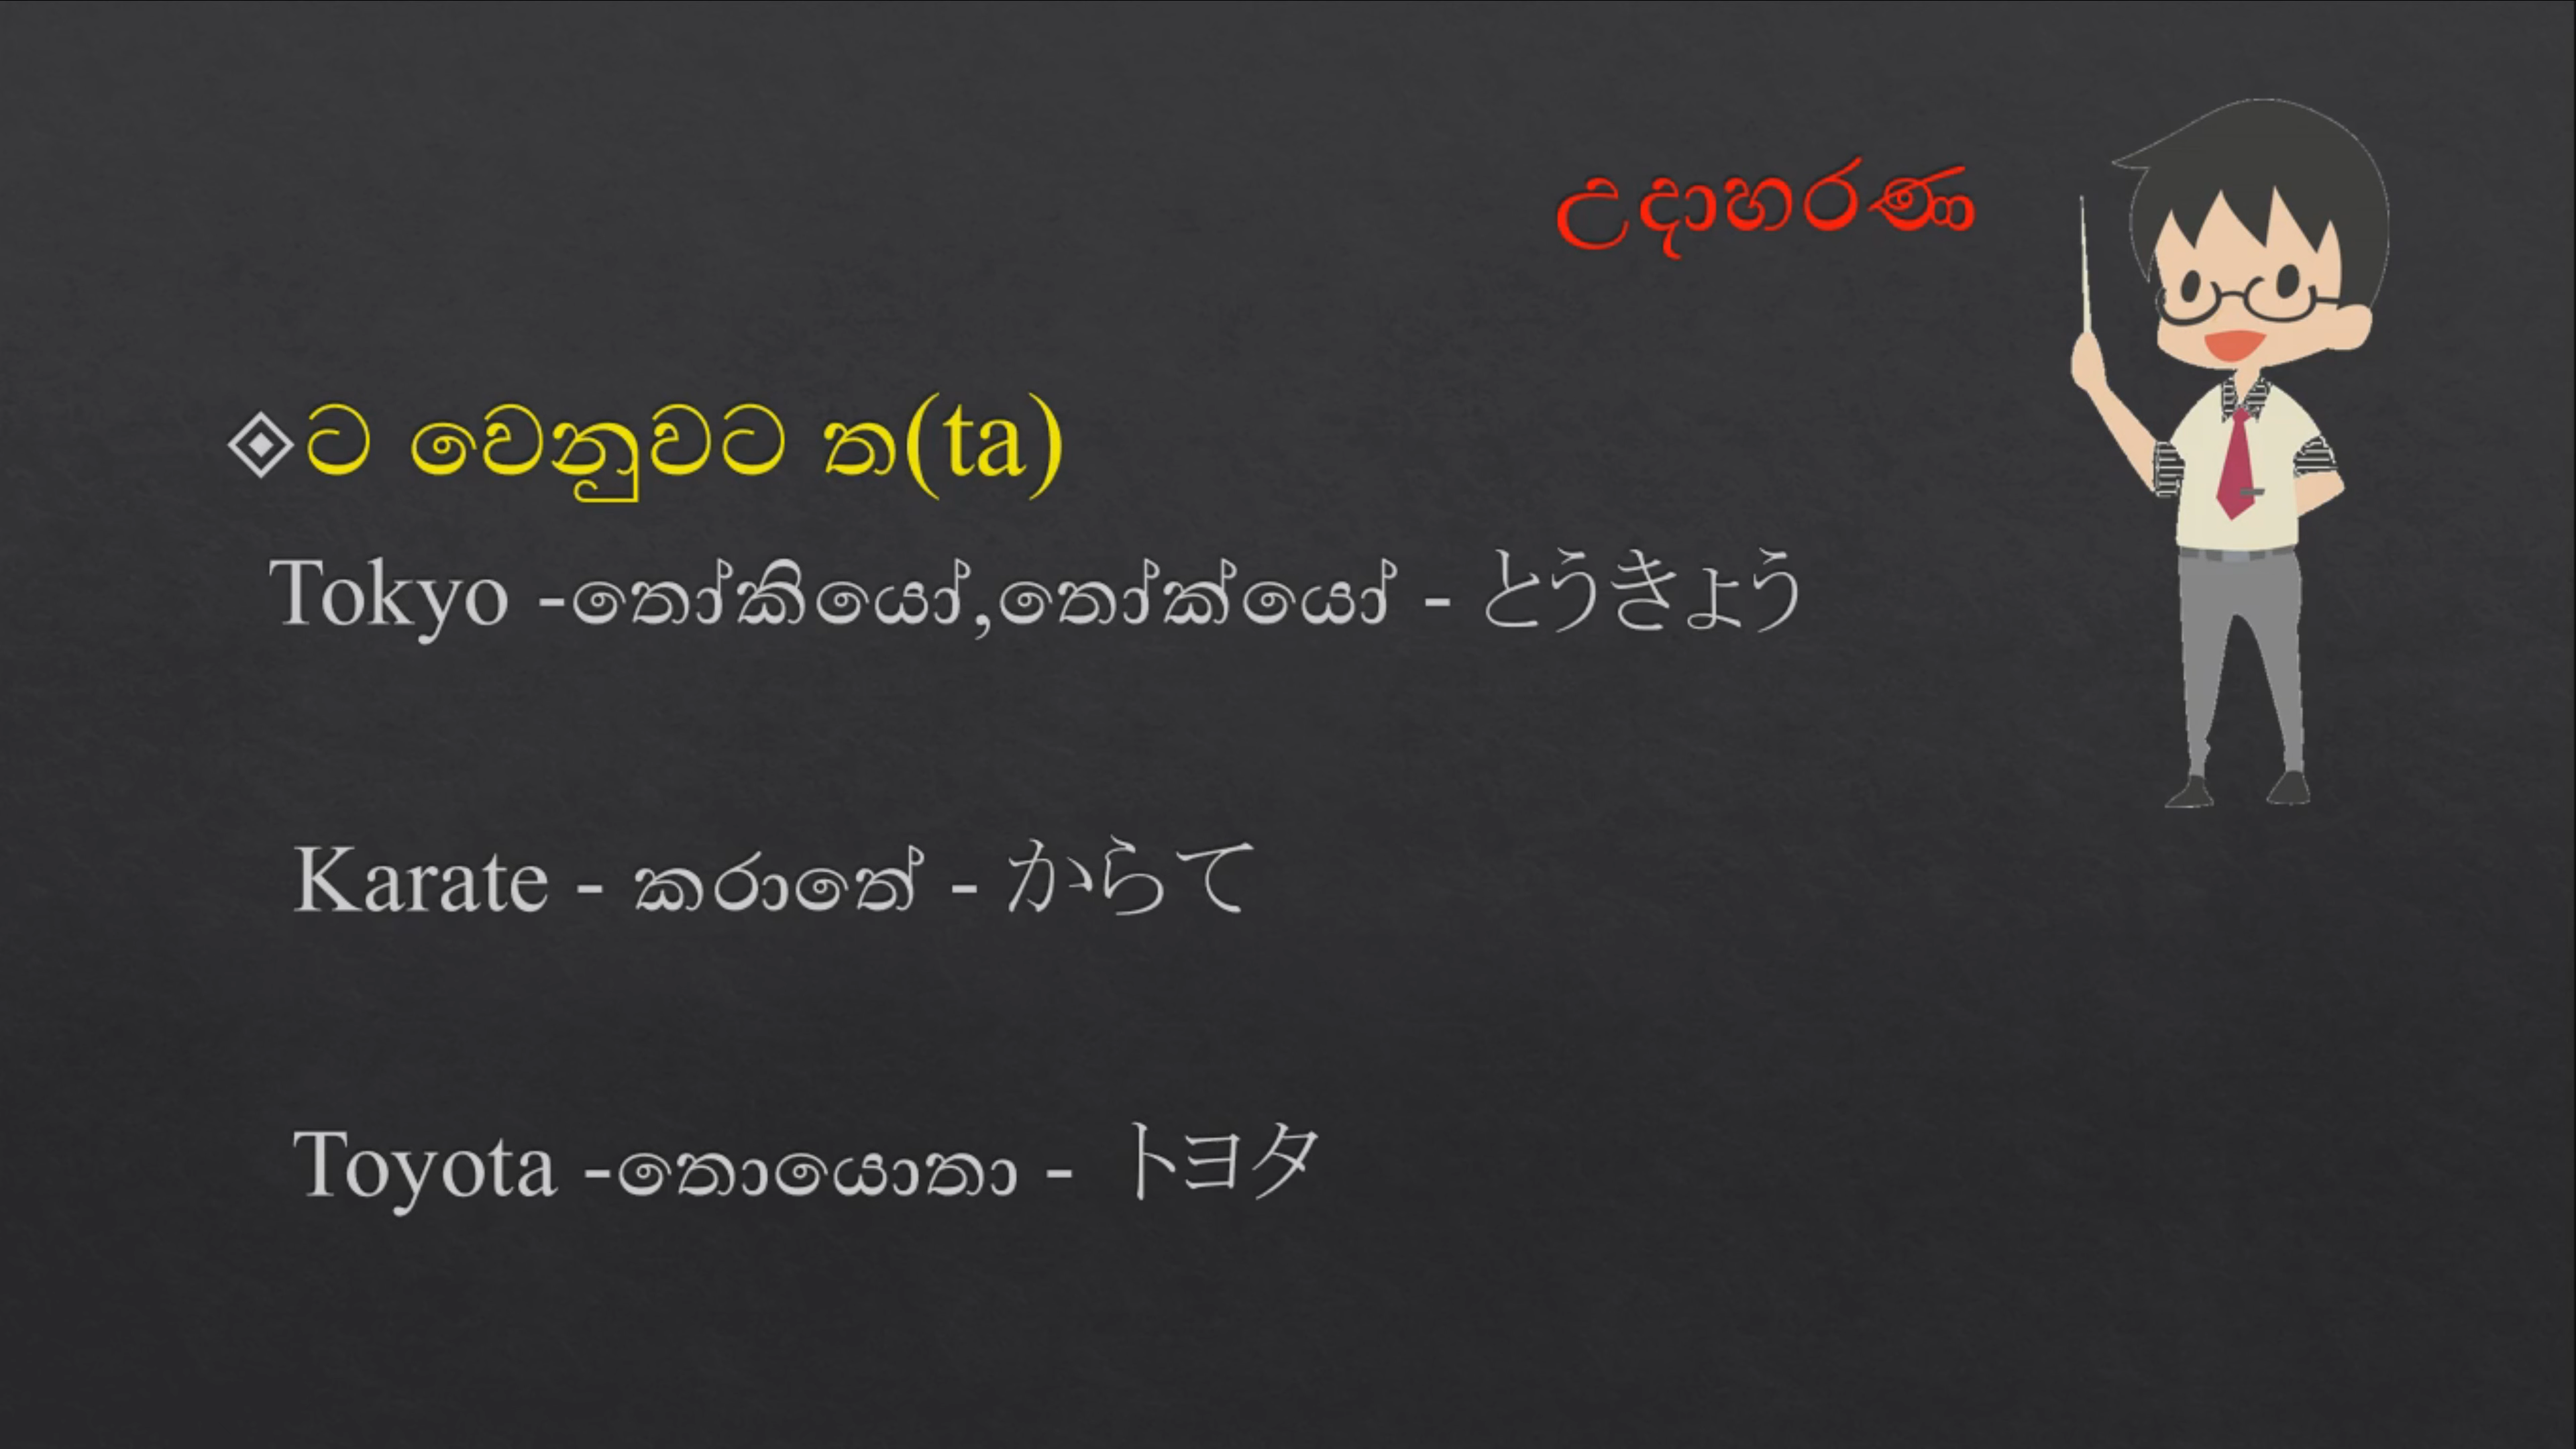 උදාහරණ
ට වෙනුවට ත(ta)
Tokyo -තෝකියෝ,තෝක්යෝ - とうきょう
Karate - කරාතේ - からて
Toyota -තොයොතා - トヨタ